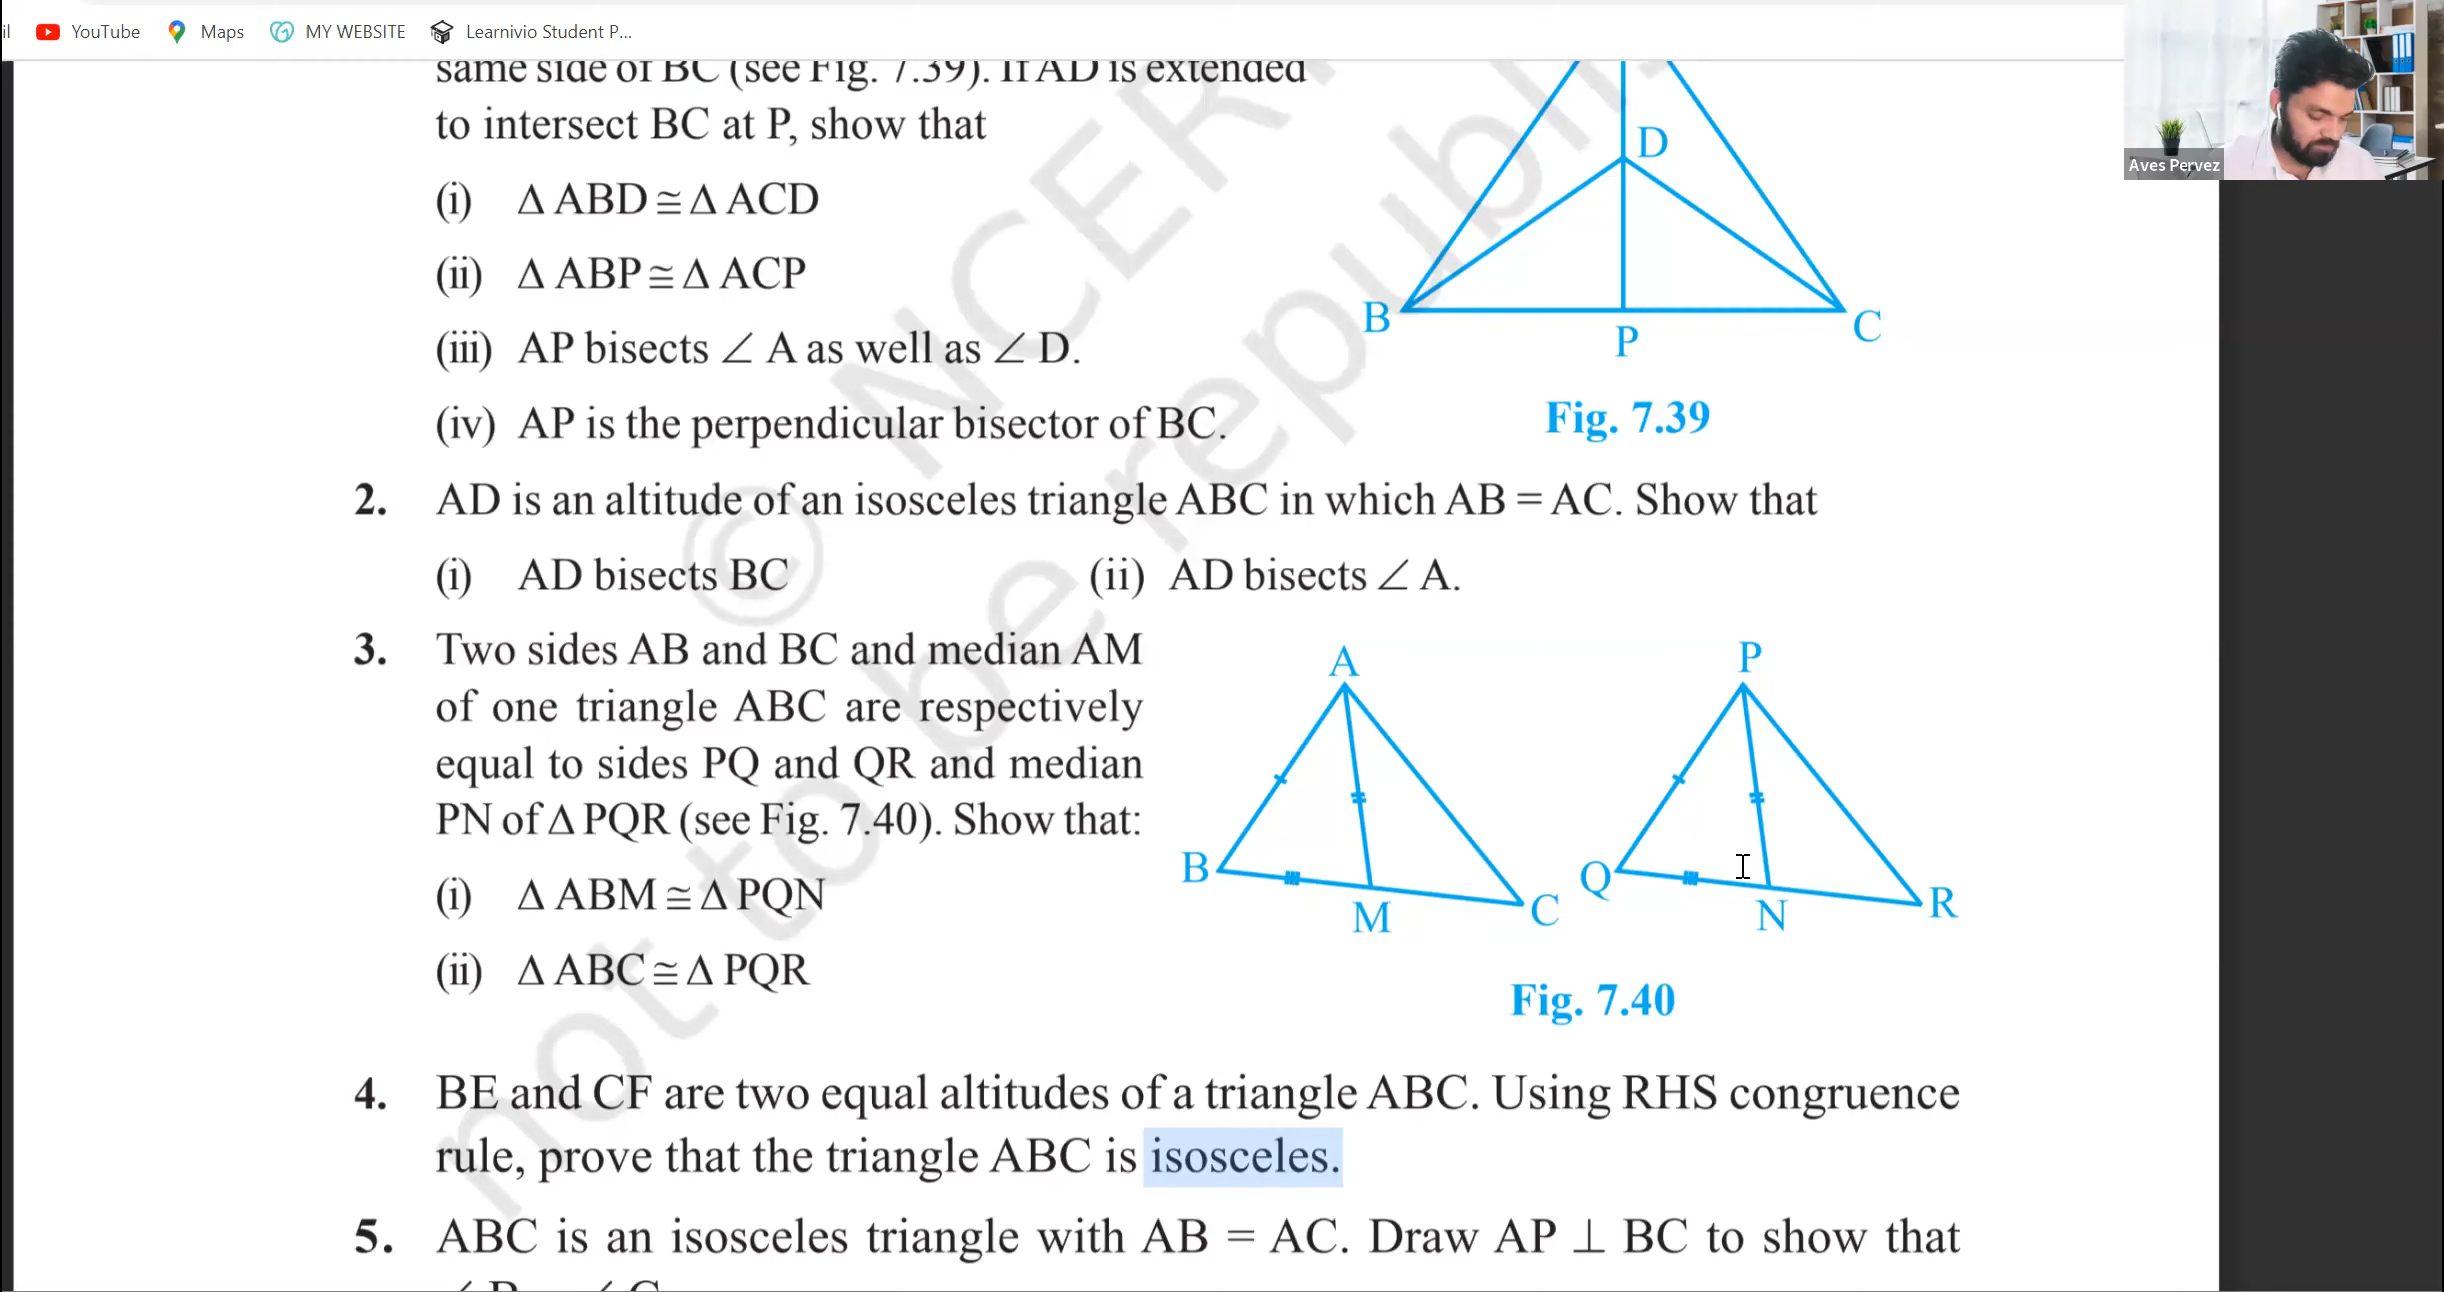 il YouTube Maps MY WEBSITE Learnivio Student P...
Aves Pervez
same side of BC (see Fig. 7.39). If AD is extended
to intersect BC at P, show that
(i) Δ ABD ≅ Δ ACD
(ii) Δ ABP ≅ Δ ACP
(iii) AP bisects ∠ A as well as ∠ D.
(iv) AP is the perpendicular bisector of BC.
D
B
P
C
Fig. 7.39
2. AD is an altitude of an isosceles triangle ABC in which AB = AC. Show that
(i) AD bisects BC (ii) AD bisects ∠ A.
3. Two sides AB and BC and median AM
of one triangle ABC are respectively
equal to sides PQ and QR and median
PN of Δ PQR (see Fig. 7.40). Show that:
(i) Δ ABM ≅ Δ PQN
(ii) Δ ABC ≅ Δ PQR
A
B
M
C
P
Q
N
R
Fig. 7.40
4. BE and CF are two equal altitudes of a triangle ABC. Using RHS congruence
rule, prove that the triangle ABC is isosceles.
5. ABC is an isosceles triangle with AB = AC. Draw AP ⊥ BC to show that
© NCER
not to be republi